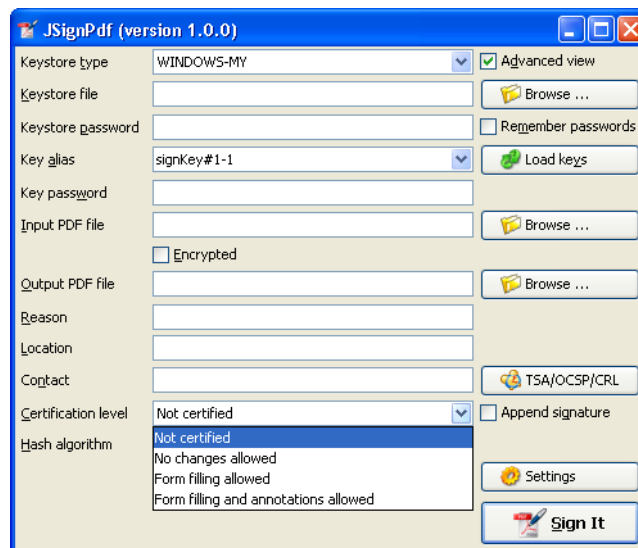 JSignPdf (version 1.0.0)
Keystore type WINDOWS-MY Advanced view
Keystore file Browse ...
Keystore password Remember passwords
Key alias signKey#1-1 Load keys
Key password
Input PDF file Browse ...
Encrypted
Output PDF file Browse ...
Reason
Location
Contact TSA/OCSP/CRL
Certification level Not certified Append signature
Hash algorithm Not certified
No changes allowed
Form filling allowed Settings
Form filling and annotations allowed
Sign It